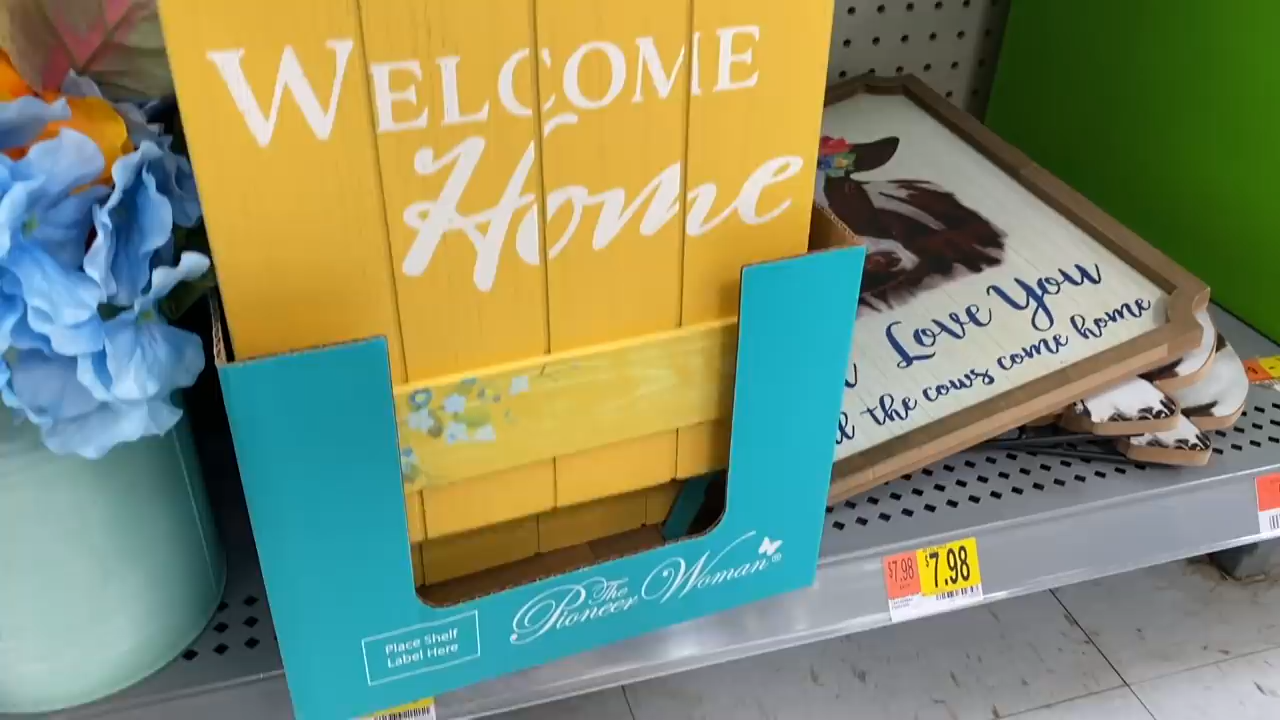 WELCOME
Home
Love You
the cows come home
The
Pioneer Woman
Place Shelf
Label Here
$7.98
$7.98